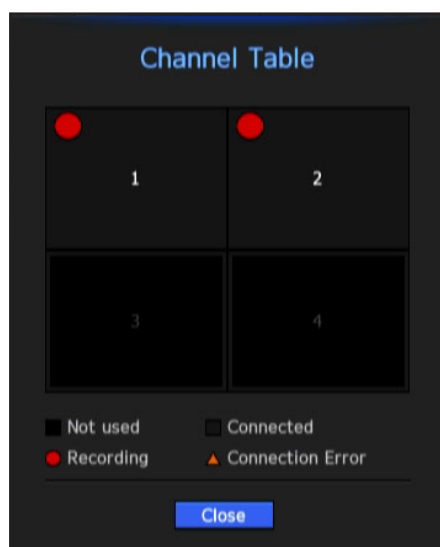 Channel Table
1 2
3 4
Not used Connected
Recording Connection Error
Close